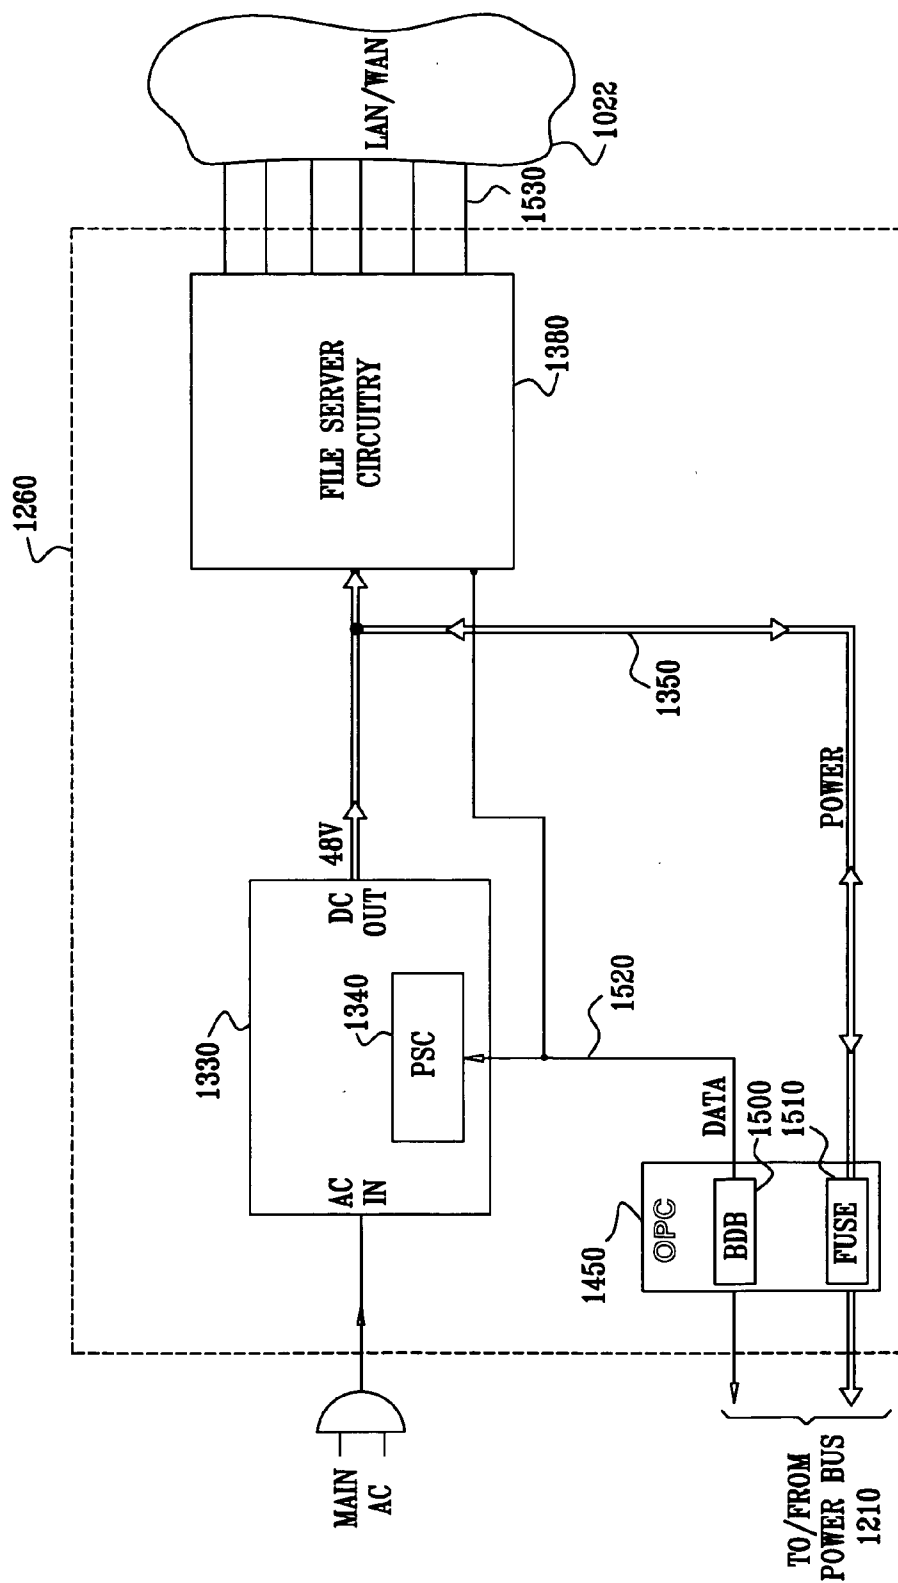 1260
LAN/WAN
1022
1530
FILE SERVER
CIRCUITRY
1380
48V
1350
POWER
1330
DC
OUT
1340
PSC
AC
IN
1520
DATA
1500
1510
1450
OPC
BDB
FUSE
MAIN
AC
TO/FROM
POWER BUS
1210